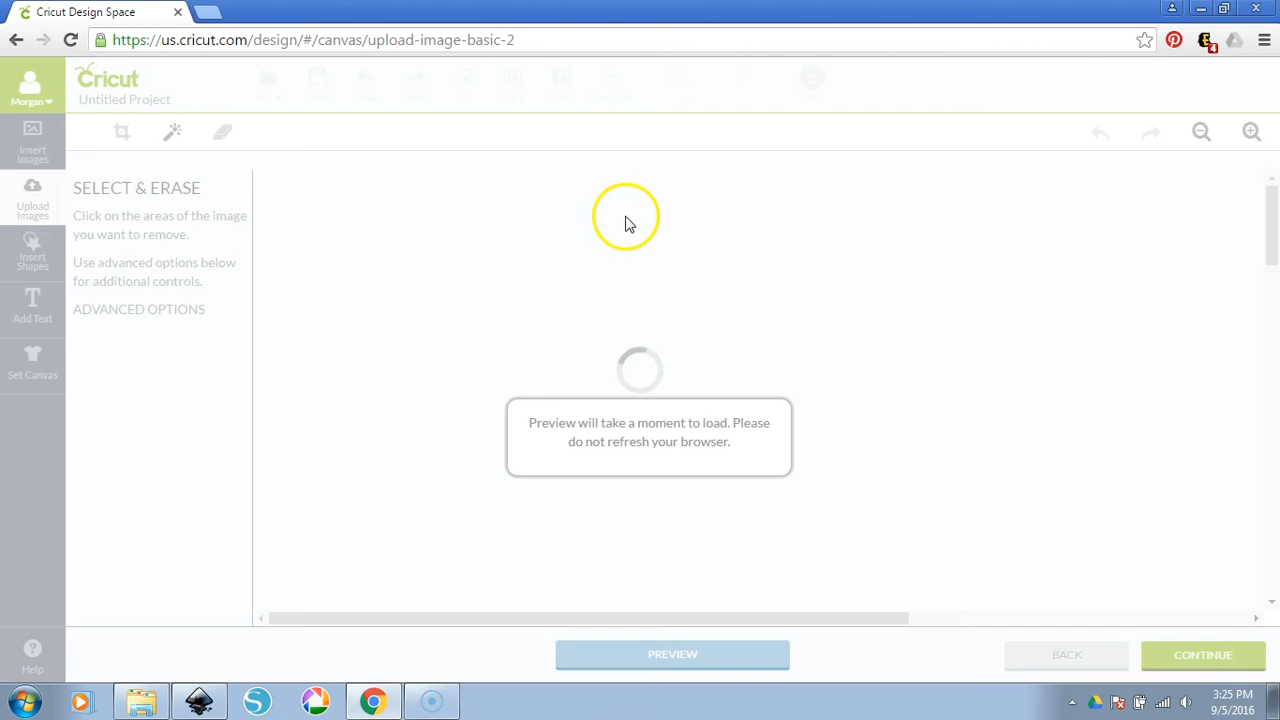 Cricut Design Space
https://us.cricut.com/design/#/canvas/upload-image-basic-2
4
Morgan
Cricut
Untitled Project
Insert
Images
Upload
Images
Insert
Shapes
Add Text
Set Canvas
Help
SELECT & ERASE
Click on the areas of the image
you want to remove.
Use advanced options below
for additional controls.
ADVANCED OPTIONS
Preview will take a moment to load. Please
do not refresh your browser.
PREVIEW
BACK
CONTINUE
3:25 PM
9/5/2016